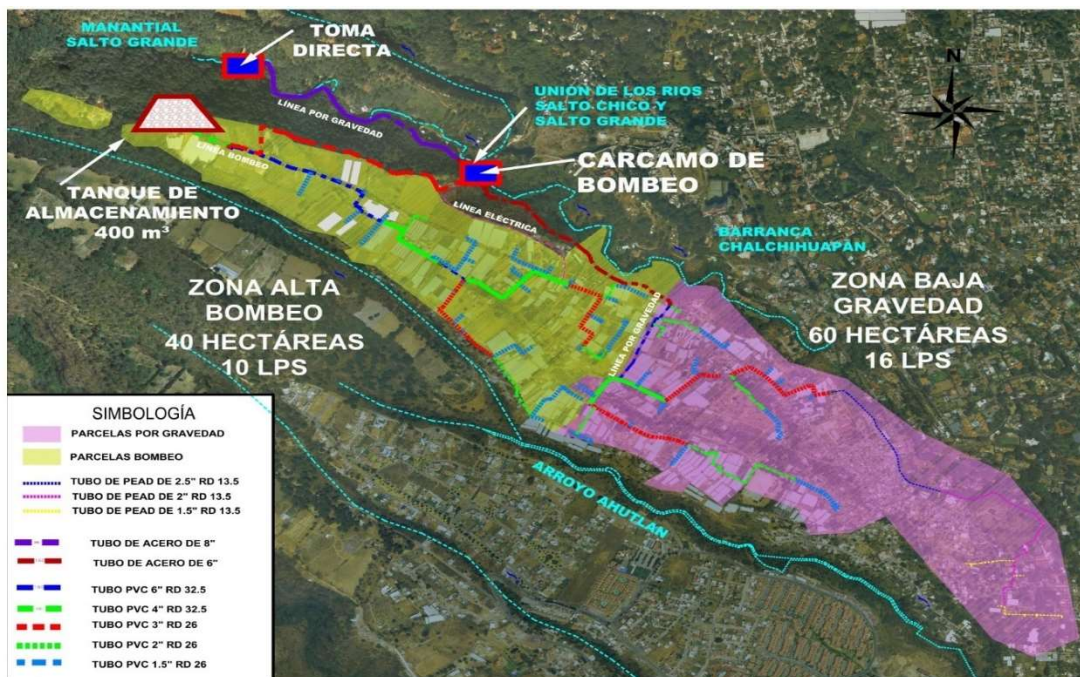 MANANTIAL
SALTO GRANDE
TOMA
DIRECTA
N
LÍNEA POR GRAVEDAD
UNIÓN DE LOS RIOS
SALTO CHICO Y
SALTO GRANDE
CARCAMO DE
BOMBEO
LÍNEA BOMBEO
TANQUE DE
ALMACENAMIENTO
400 m³
LÍNEA ELÉCTRICA
BARRANCA
CHALCHIHUAPAN
ZONA ALTA
BOMBEO
40 HECTÁREAS
10 LPS
LÍNEA POR GRAVEDAD
ZONA BAJA
GRAVEDAD
60 HECTÁREAS
16 LPS
ARROYO AHUTLAN
SIMBOLOGÍA
PARCELAS POR GRAVEDAD
PARCELAS BOMBEO
TUBO DE PEAD DE 2.5" RD 13.5
TUBO DE PEAD DE 2" RD 13.5
TUBO DE PEAD DE 1.5" RD 13.5
TUBO DE ACERO DE 8"
TUBO DE ACERO DE 6"
TUBO PVC 6" RD 32.5
TUBO PVC 4" RD 32.5
TUBO PVC 3" RD 26
TUBO PVC 2" RD 26
TUBO PVC 1.5" RD 26